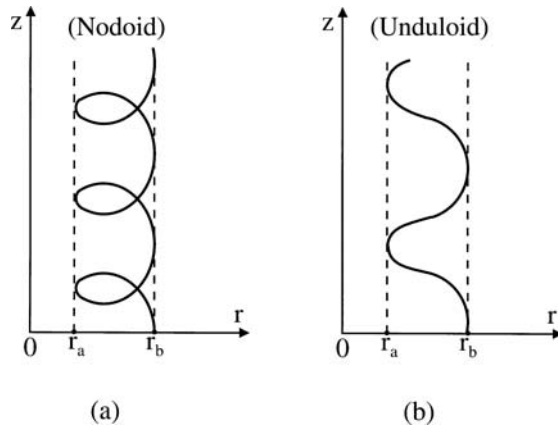 z
(Nodoid)
r
0
r_a
r_b
(a)
z
(Unduloid)
r
0
r_a
r_b
(b)